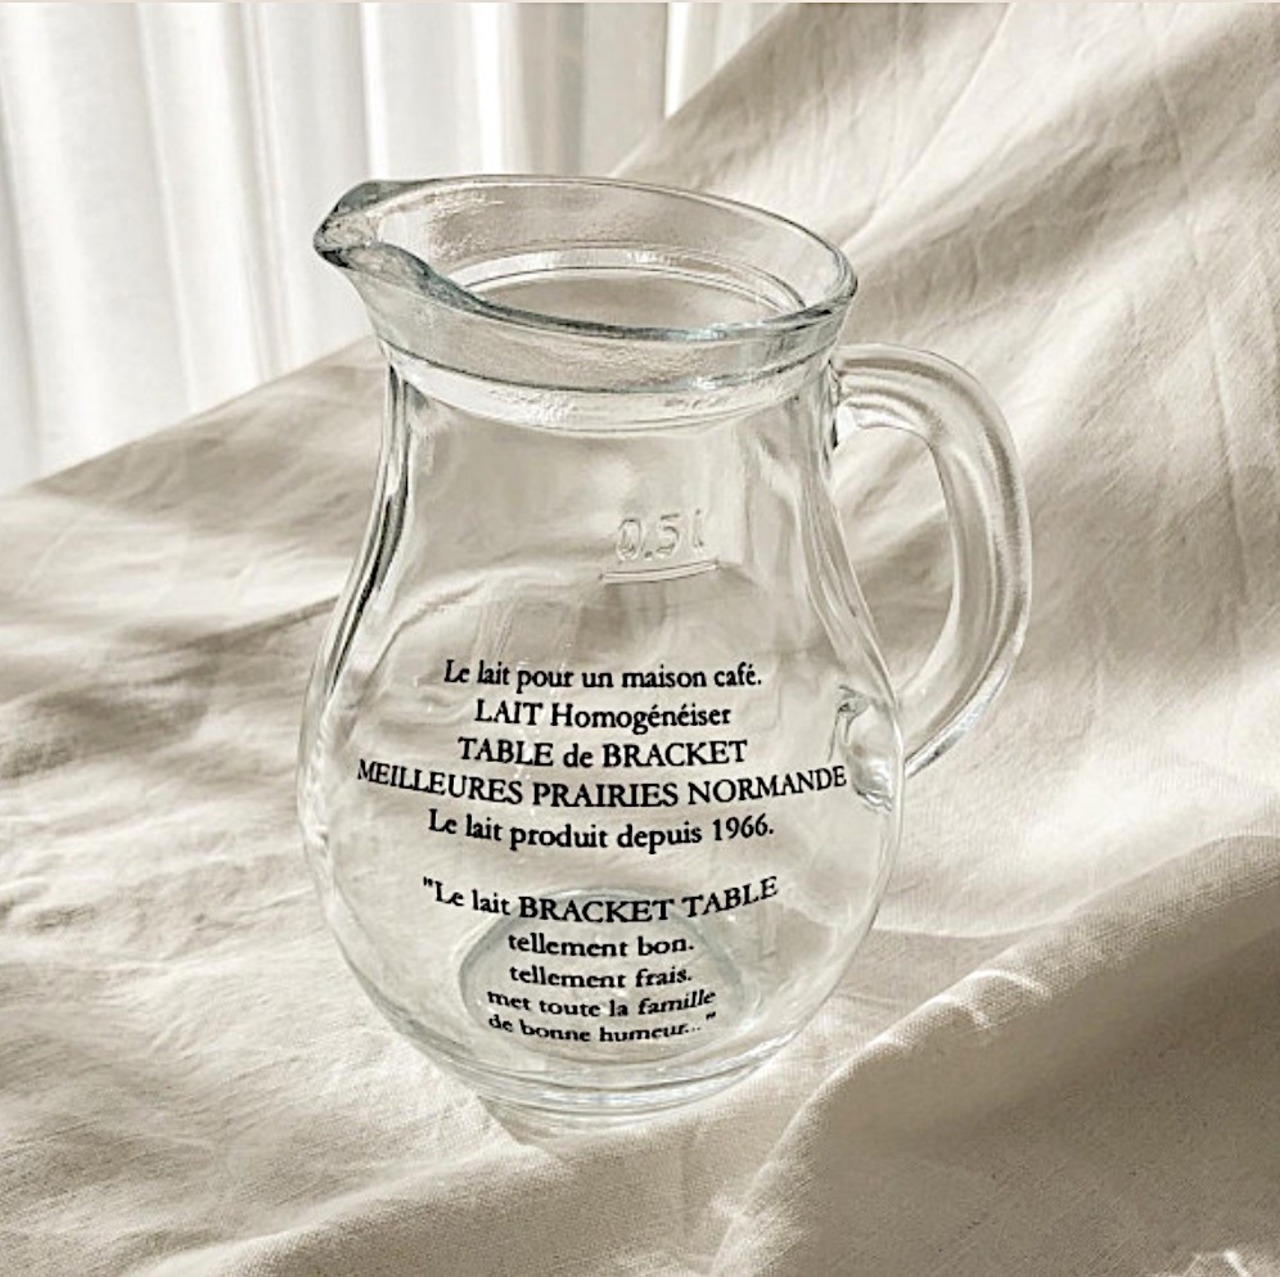 0.5 l
Le lait pour un maison café.
LAIT Homogénéiser
TABLE de BRACKET
MEILLEURES PRAIRIES NORMANDE
Le lait produit depuis 1966.
"Le lait BRACKET TABLE
tellement bon.
tellement frais.
met toute la famille
de bonne humeur..."